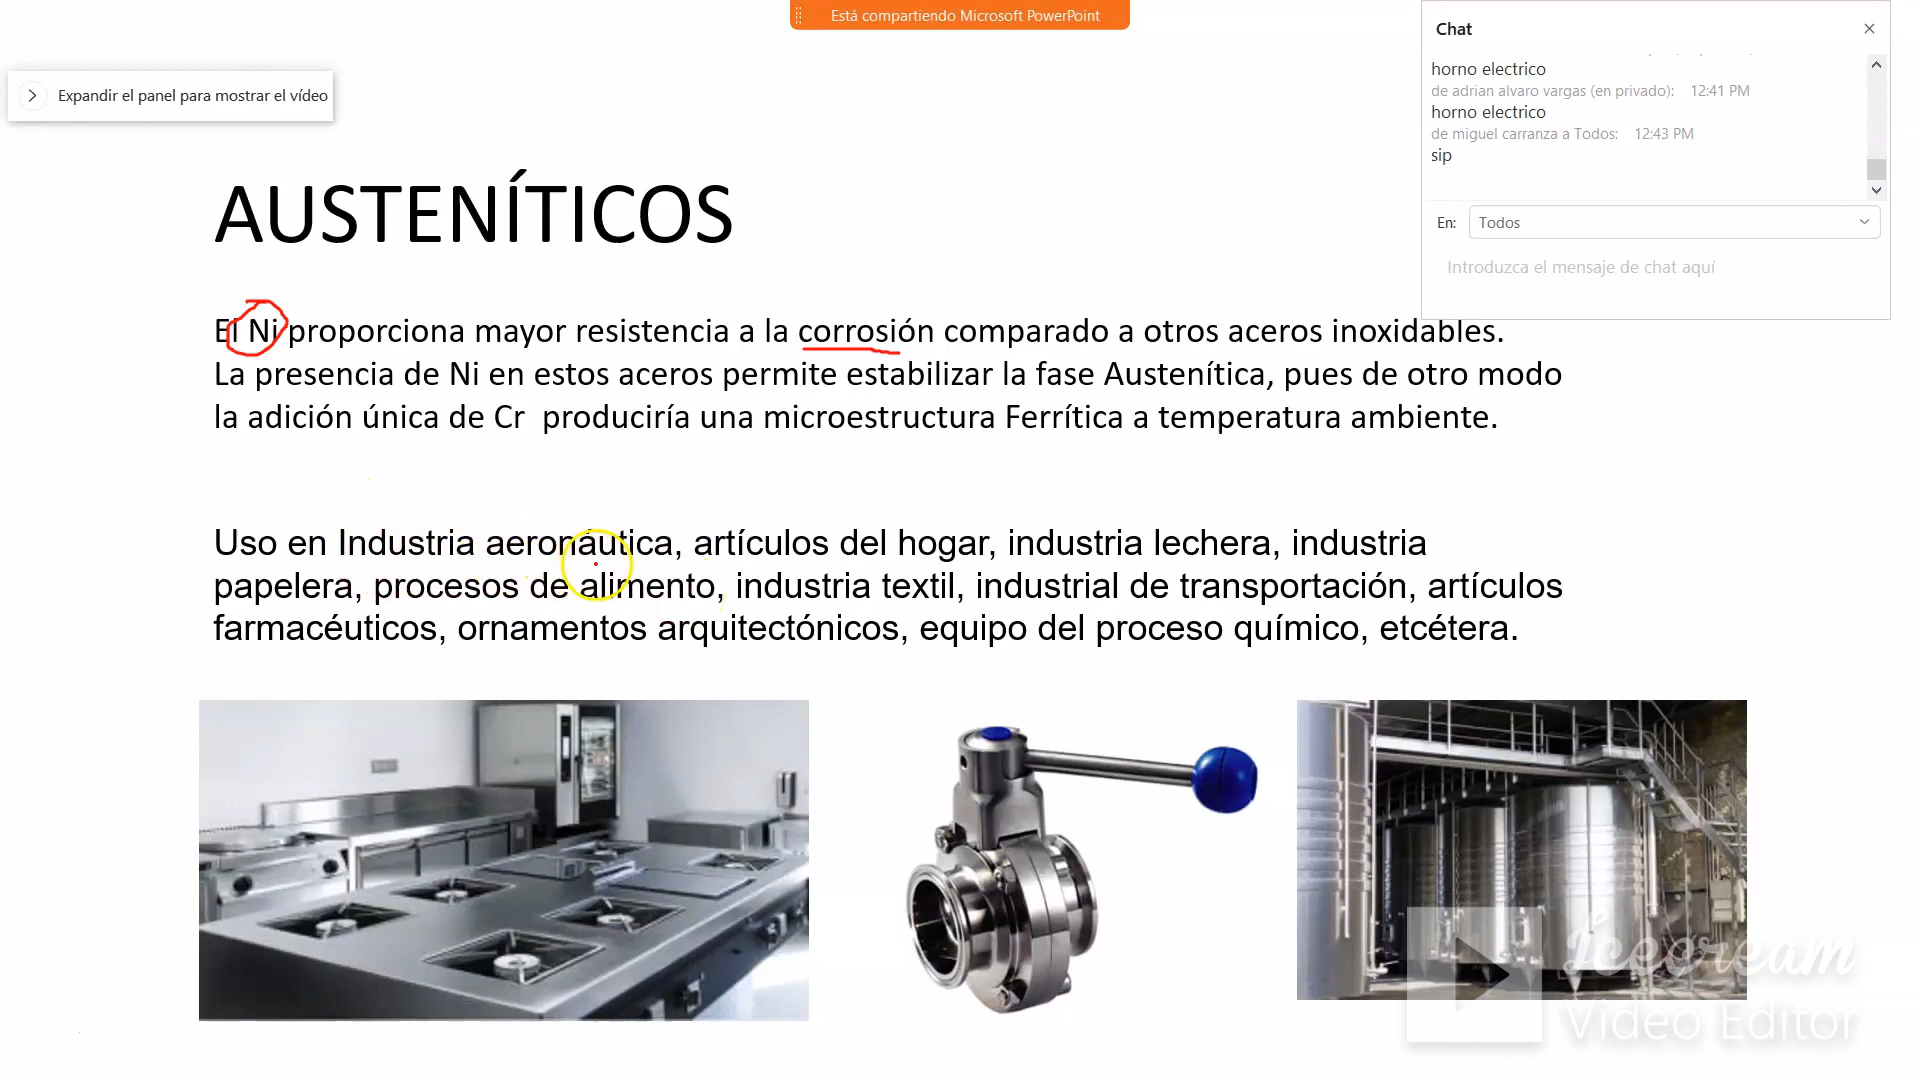 Está compartiendo Microsoft PowerPoint
Chat
Expandir el panel para mostrar el vídeo
horno electrico
de adrian alvaro vargas (en privado): 12:41 PM
horno electrico
de miguel carranza a Todos: 12:43 PM
sip
En: Todos
Introduzca el mensaje de chat aquí
AUSTENÍTICOS
El Ni proporciona mayor resistencia a la corrosión comparado a otros aceros inoxidables.
La presencia de Ni en estos aceros permite estabilizar la fase Austenítica, pues de otro modo
la adición única de Cr produciría una microestructura Ferrítica a temperatura ambiente.
Uso en Industria aeronáutica, artículos del hogar, industria lechera, industria
papelera, procesos de alimento, industria textil, industrial de transportación, artículos
farmacéuticos, ornamentos arquitectónicos, equipo del proceso químico, etcétera.
Icecream
Video Editor